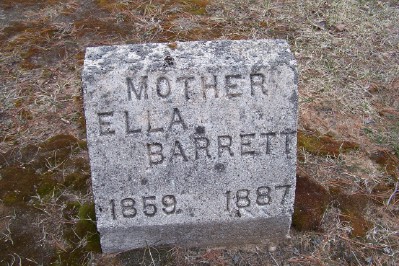 MOTHER
ELLA
BARRETT
1859 1887